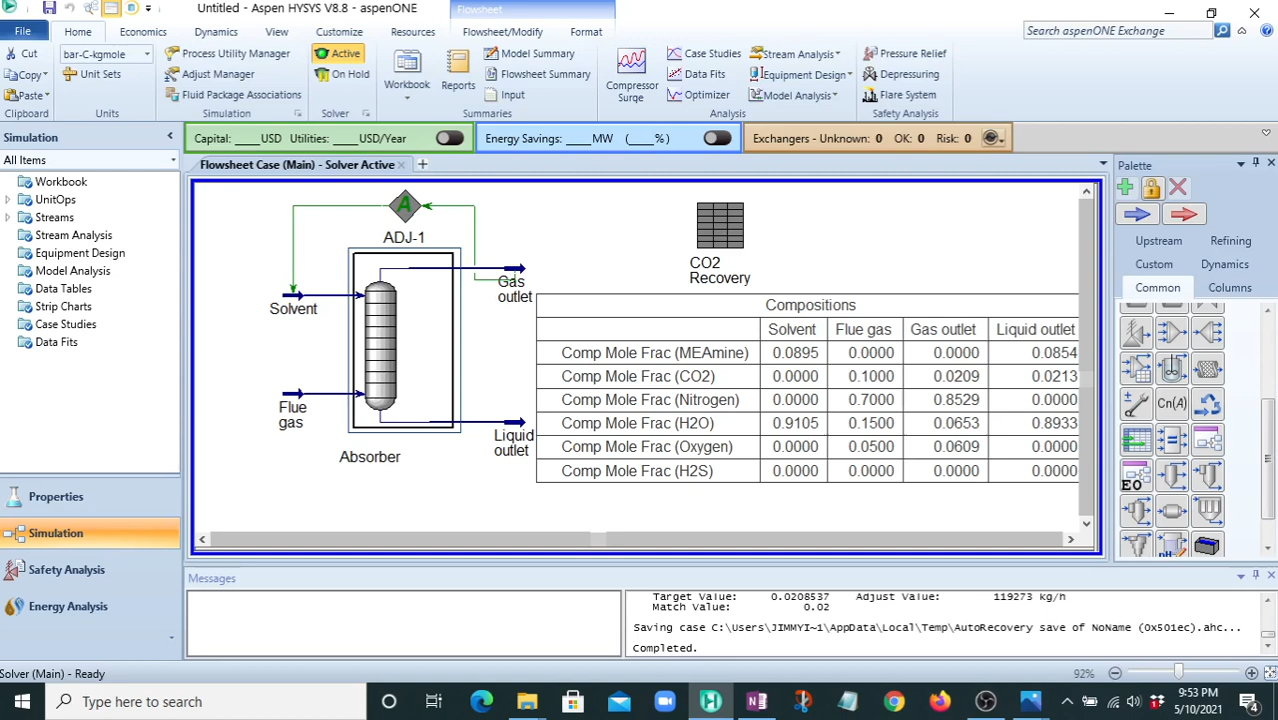 Untitled - Aspen HYSYS V8.8 - aspenONE
Flowsheet
File Home Economics Dynamics View Customize Resources Flowsheet/Modify Format
Search aspenONE Exchange
Cut
Copy
Paste
Clipboard
bar-C-kgmole
Unit Sets
Units
Process Utility Manager
Adjust Manager
Fluid Package Associations
Simulation
Active
On Hold
Solver
Workbook
Reports
Model Summary
Flowsheet Summary
Input
Summaries
Compressor
Surge
Case Studies
Data Fits
Optimizer
Stream Analysis
Equipment Design
Model Analysis
Analysis
Pressure Relief
Depressuring
Flare System
Safety Analysis
Simulation
All Items
Workbook
UnitOps
Streams
Stream Analysis
Equipment Design
Model Analysis
Data Tables
Strip Charts
Case Studies
Data Fits
Properties
Simulation
Safety Analysis
Energy Analysis
Capital: ____USD Utilities: ____USD/Year
Energy Savings: ____MW (____%)
Exchangers - Unknown: 0 OK: 0 Risk: 0
Flowsheet Case (Main) - Solver Active
A
ADJ-1
Solvent
Gas
outlet
Flue
gas
Liquid
outlet
Absorber
CO2
Recovery
Compositions
Solvent Flue gas Gas outlet Liquid outlet
Comp Mole Frac (MEAmine) 0.0895 0.0000 0.0000 0.0854
Comp Mole Frac (CO2) 0.0000 0.1000 0.0209 0.0213
Comp Mole Frac (Nitrogen) 0.0000 0.7000 0.8529 0.0000
Comp Mole Frac (H2O) 0.9105 0.1500 0.0653 0.8933
Comp Mole Frac (Oxygen) 0.0000 0.0500 0.0609 0.0000
Comp Mole Frac (H2S) 0.0000 0.0000 0.0000 0.0000
Palette
Upstream Refining
Custom Dynamics
Common Columns
Cn(A)
EO
Messages
Target Value: 0.0208537 Adjust Value: 119273 kg/h
Match Value: 0.02
Saving case C:\Users\JIMMYI~1\AppData\Local\Temp\AutoRecovery save of NoName (0x501ec).ahc...
Completed.
Solver (Main) - Ready
92%
Type here to search
9:53 PM
5/10/2021
4